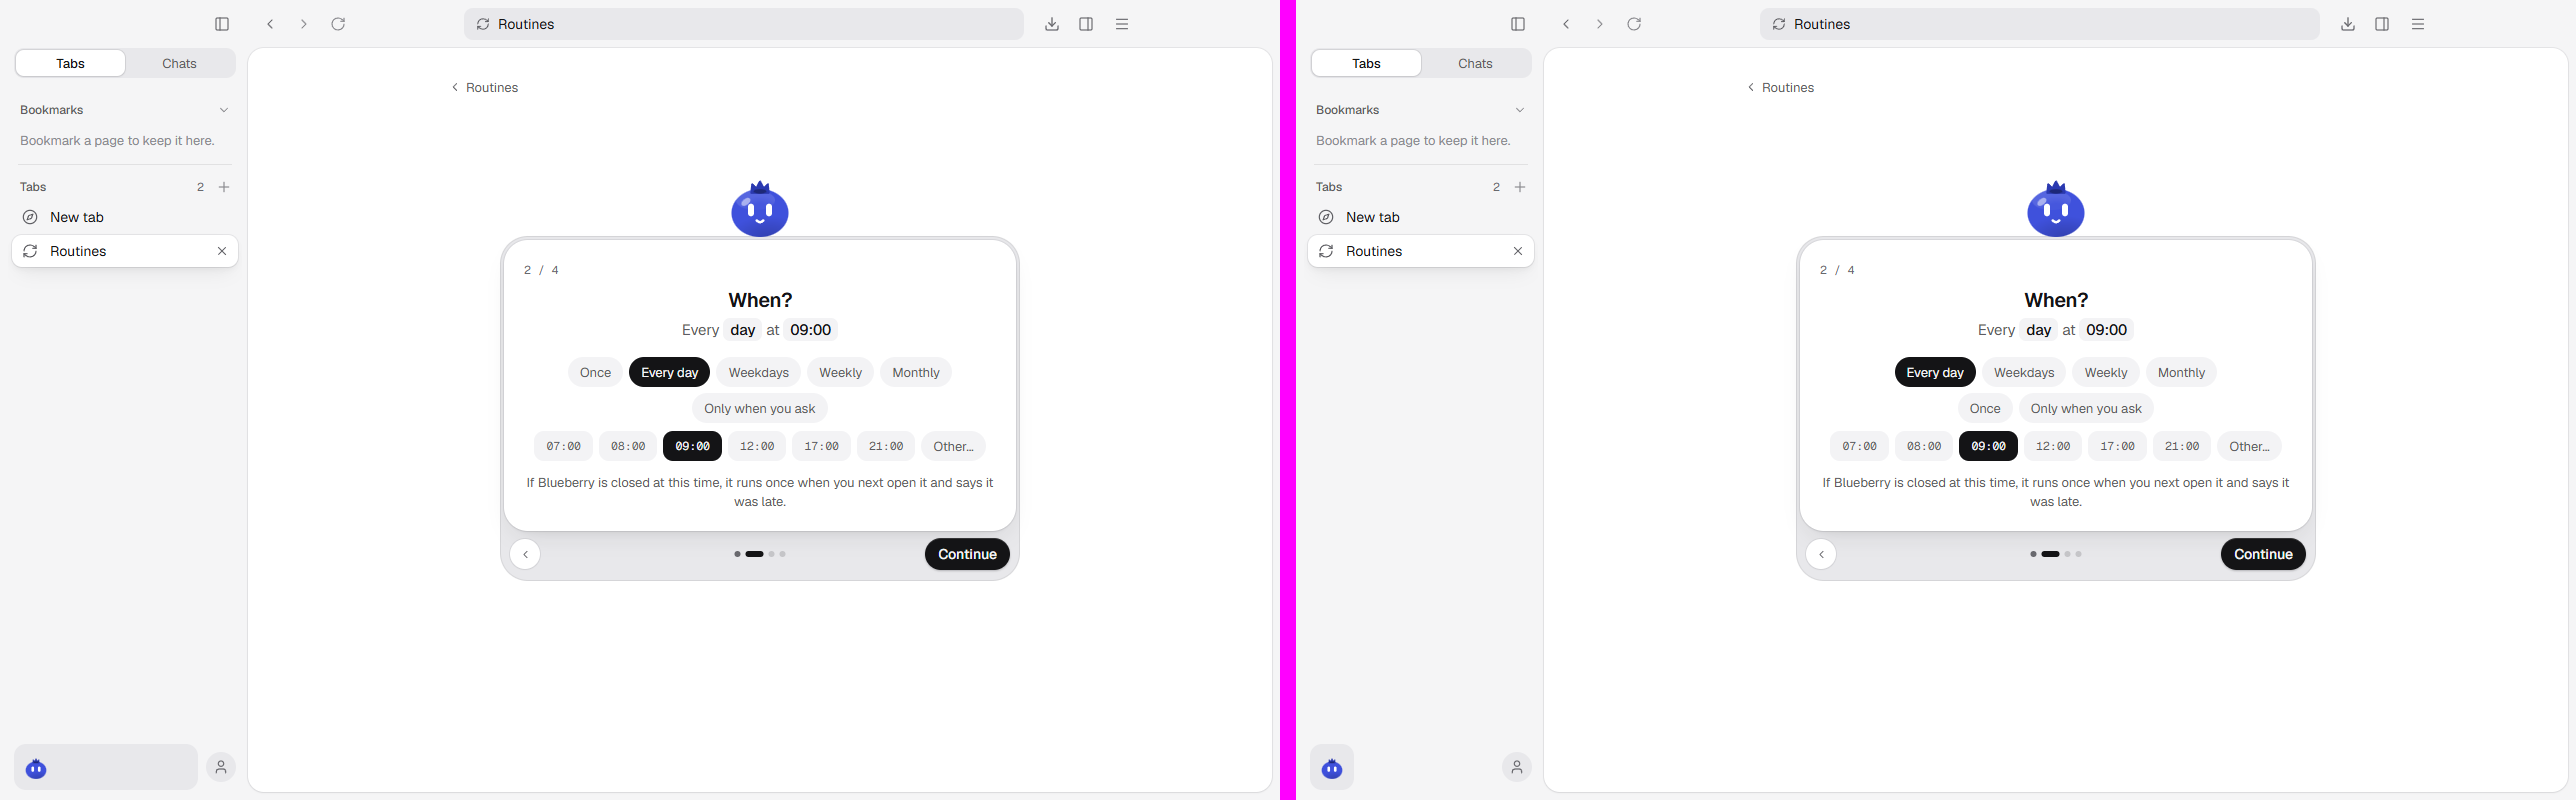 Routines
Tabs Chats
Bookmarks
Bookmark a page to keep it here.
Tabs 2
New tab
Routines
Routines
2 / 4
When?
Every day at 09:00
Once Every day Weekdays Weekly Monthly
Only when you ask
07:00 08:00 09:00 12:00 17:00 21:00 Other...
If Blueberry is closed at this time, it runs once when you next open it and says it
was late.
Continue
Routines
Tabs Chats
Bookmarks
Bookmark a page to keep it here.
Tabs 2
New tab
Routines
Routines
2 / 4
When?
Every day at 09:00
Every day Weekdays Weekly Monthly
Once Only when you ask
07:00 08:00 09:00 12:00 17:00 21:00 Other...
If Blueberry is closed at this time, it runs once when you next open it and says it
was late.
Continue